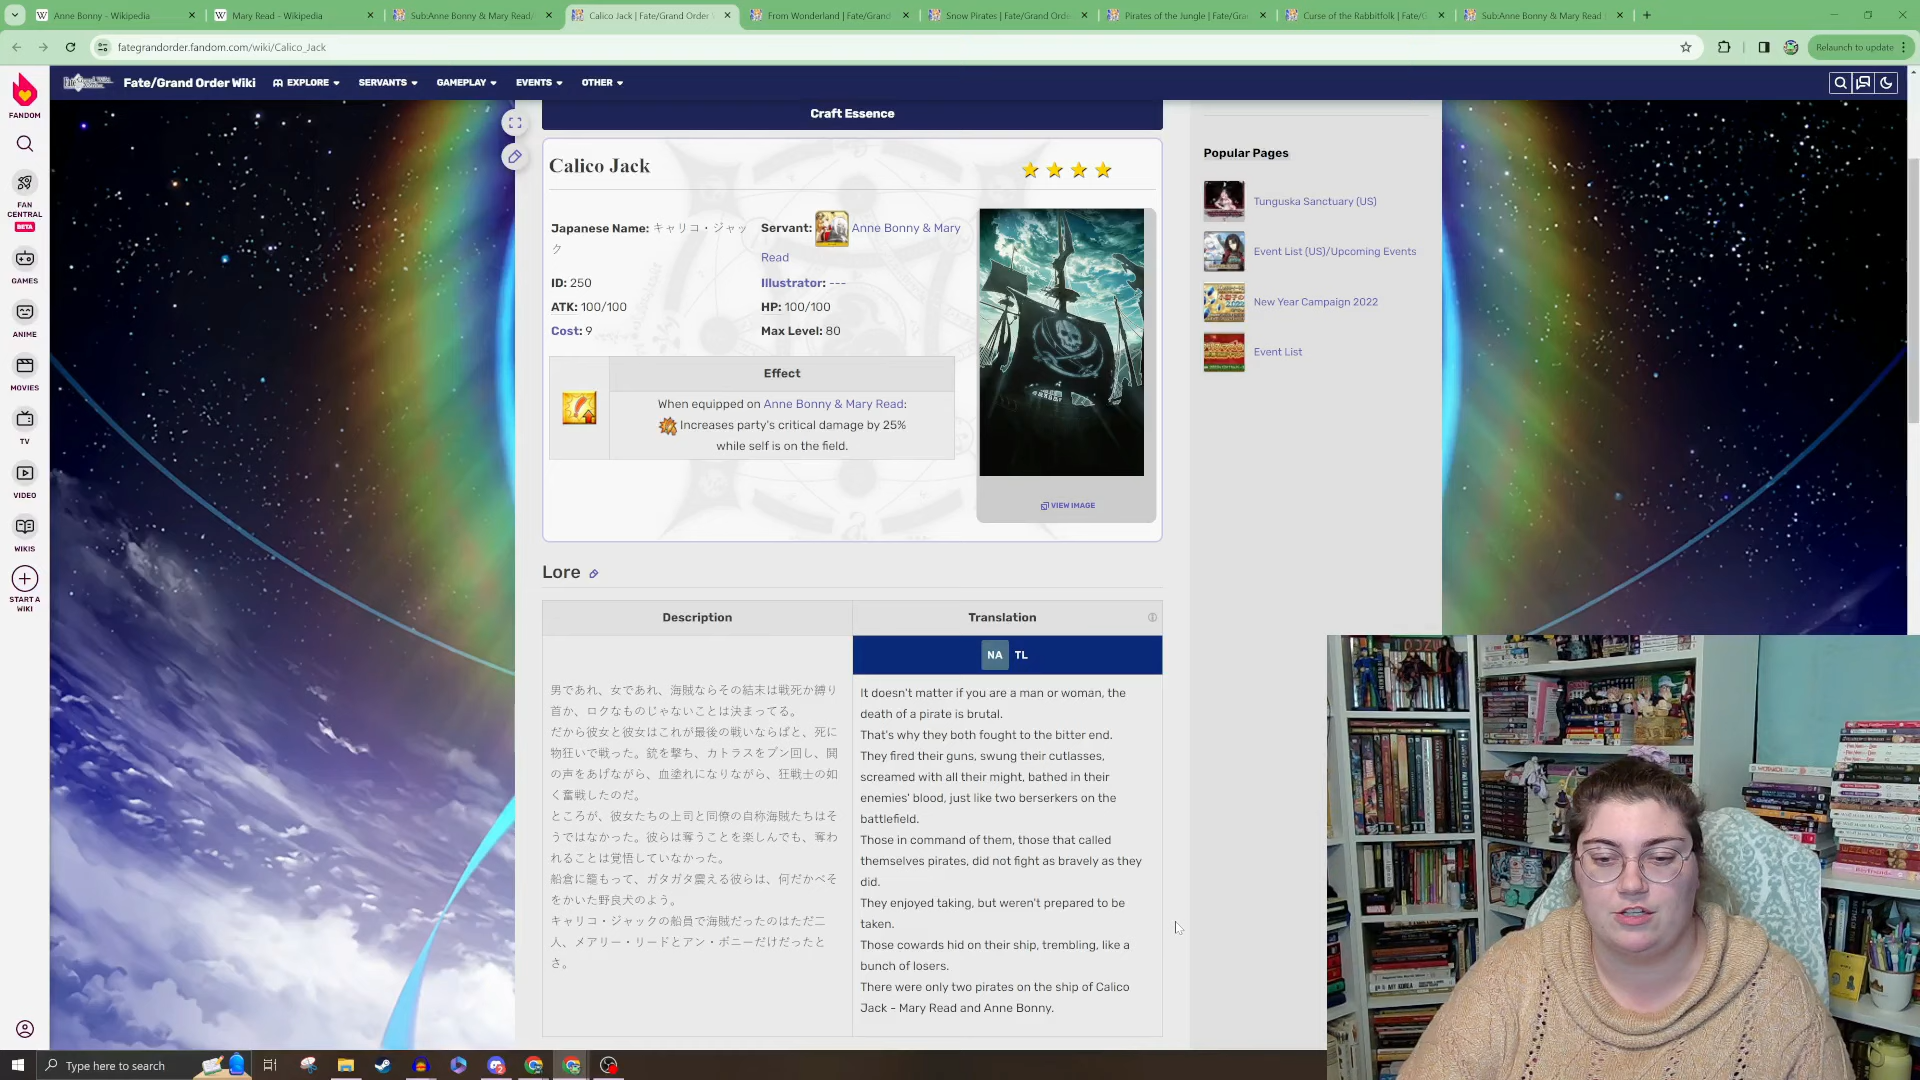 Anne Bonny - Wikipedia
Mary Read - Wikipedia
Sub:Anne Bonny & Mary Read
Calico Jack | Fate/Grand Order
From Wonderland | Fate/Grand
Snow Pirates | Fate/Grand Ord
Pirates of the Jungle | Fate/Gra
Curse of the Rabbitfolk | Fate/G
Sub:Anne Bonny & Mary Read
fategrandorder.fandom.com/wiki/Calico_Jack
Relaunch to update
FANDOM
Fate/Grand Order Wiki
EXPLORE
SERVANTS
GAMEPLAY
EVENTS
OTHER
FAN
CENTRAL
BETA
GAMES
ANIME
MOVIES
TV
VIDEO
WIKIS
START A
WIKI
Craft Essence
Calico Jack
Japanese Name: キャリコ・ジャッ
ク
Servant: Anne Bonny & Mary
Read
ID: 250
Illustrator: ---
ATK: 100/100
HP: 100/100
Cost: 9
Max Level: 80
Effect
When equipped on Anne Bonny & Mary Read:
Increases party's critical damage by 25%
while self is on the field.
VIEW IMAGE
Popular Pages
Tunguska Sanctuary (US)
Event List (US)/Upcoming Events
New Year Campaign 2022
Event List
Lore
Description
Translation
NA TL
男であれ、女であれ、海賊ならその結末は戦死か縛り
首か、ロクなものじゃないことは決まってる。
だから彼女と彼女はこれが最後の戦いならばと、死に
物狂いで戦った。銃を撃ち、カトラスをブン回し、鬨
の声をあげながら、血塗れになりながら、狂戦士の如
く奮戦したのだ。
ところが、彼女たちの上司と同僚の自称海賊たちはそ
うではなかった。彼らは奪うことを楽しんでも、奪わ
れることは覚悟していなかった。
船倉に籠もって、ガタガタ震える彼らは、何だかべそ
をかいた野良犬のよう。
キャリコ・ジャックの船員で海賊だったのはただ二
人、メアリー・リードとアン・ボニーだけだったと
さ。
It doesn't matter if you are a man or woman, the
death of a pirate is brutal.
That's why they both fought to the bitter end.
They fired their guns, swung their cutlasses,
screamed with all their might, bathed in their
enemies' blood, just like two berserkers on the
battlefield.
Those in command of them, those that called
themselves pirates, did not fight as bravely as they
did.
They enjoyed taking, but weren't prepared to be
taken.
Those cowards hid on their ship, trembling, like a
bunch of losers.
There were only two pirates on the ship of Calico
Jack - Mary Read and Anne Bonny.
Type here to search